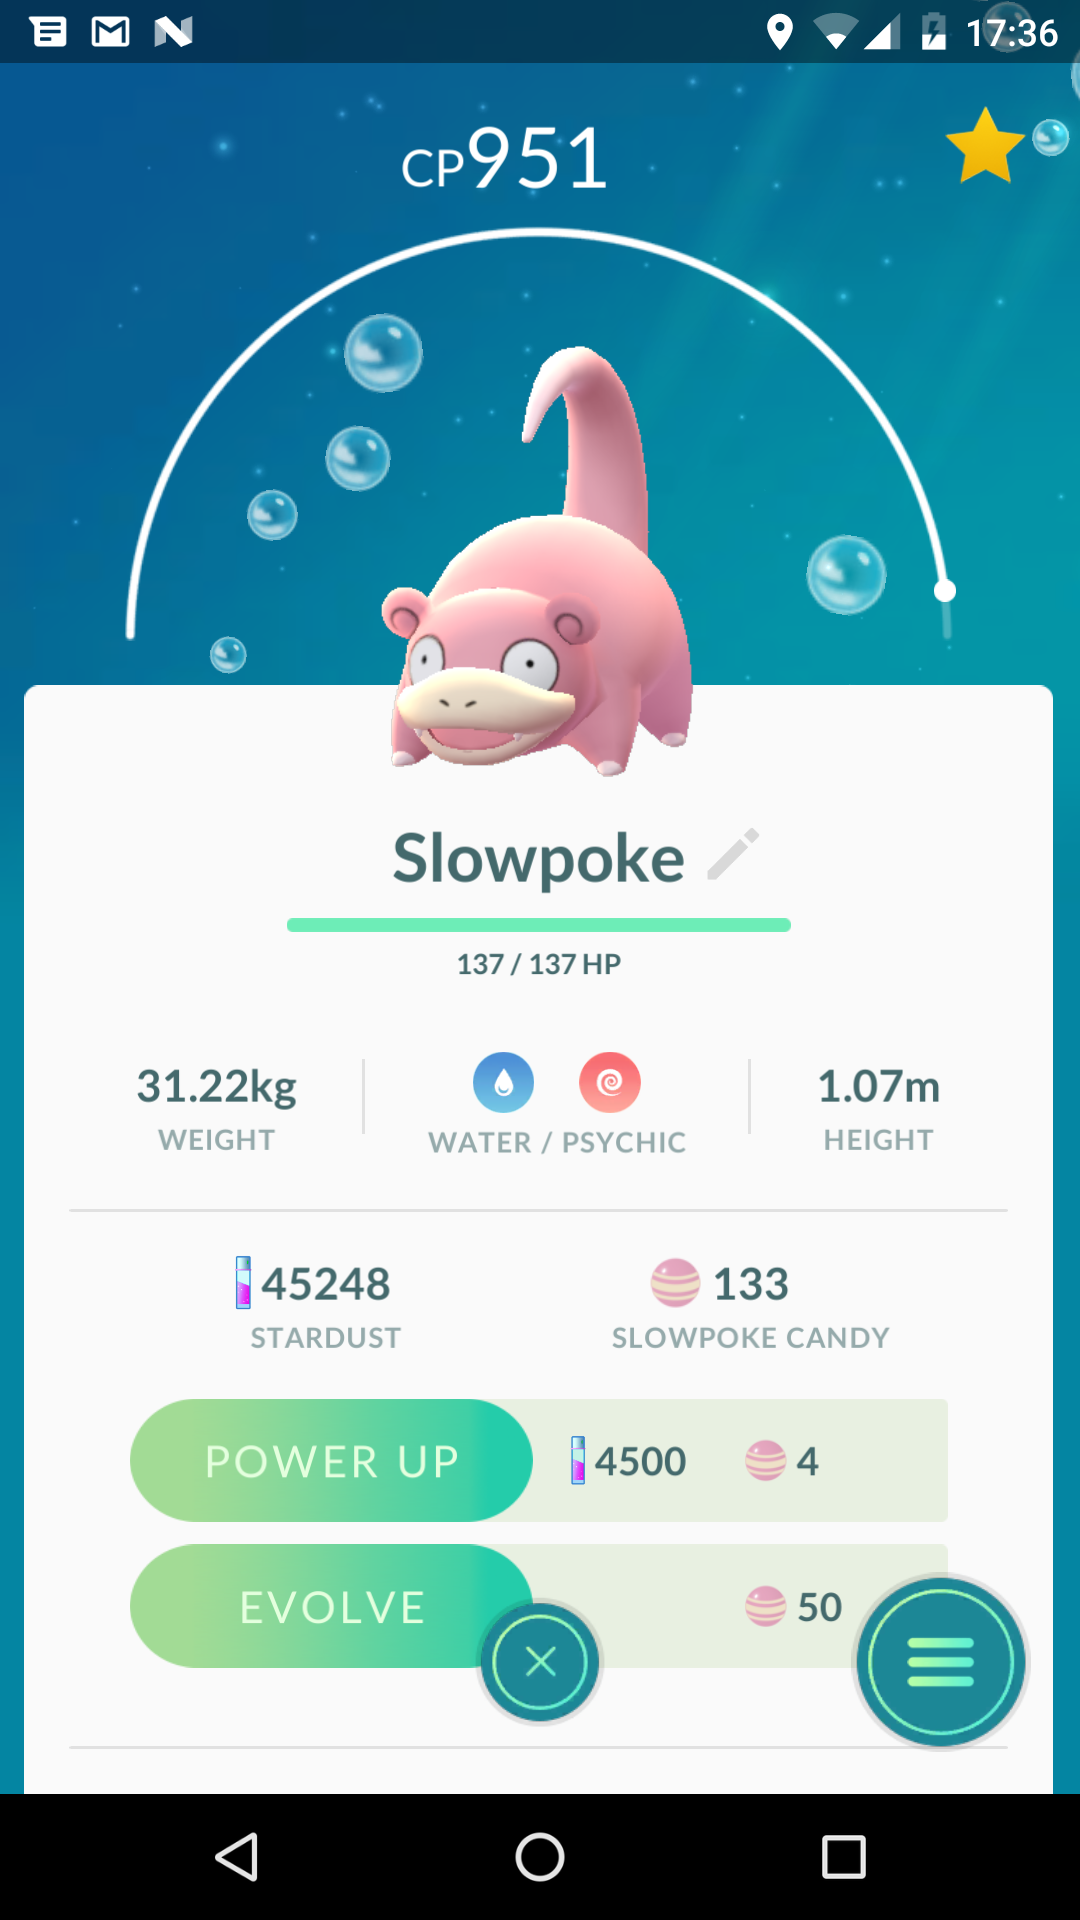 17:36
CP951
Slowpoke
137 / 137 HP
31.22kg
WEIGHT
WATER / PSYCHIC
1.07m
HEIGHT
45248
STARDUST
133
SLOWPOKE CANDY
POWER UP 4500 4
EVOLVE 50